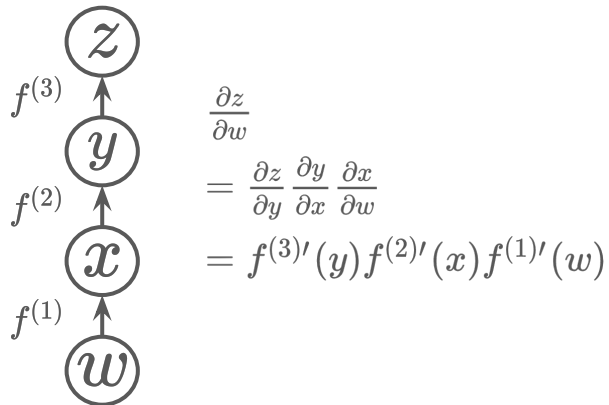 z
f^{(3)}
y
f^{(2)}
x
f^{(1)}
w
∂z/∂w
= ∂z/∂y ∂y/∂x ∂x/∂w
= f^{(3)}′(y) f^{(2)}′(x) f^{(1)}′(w)